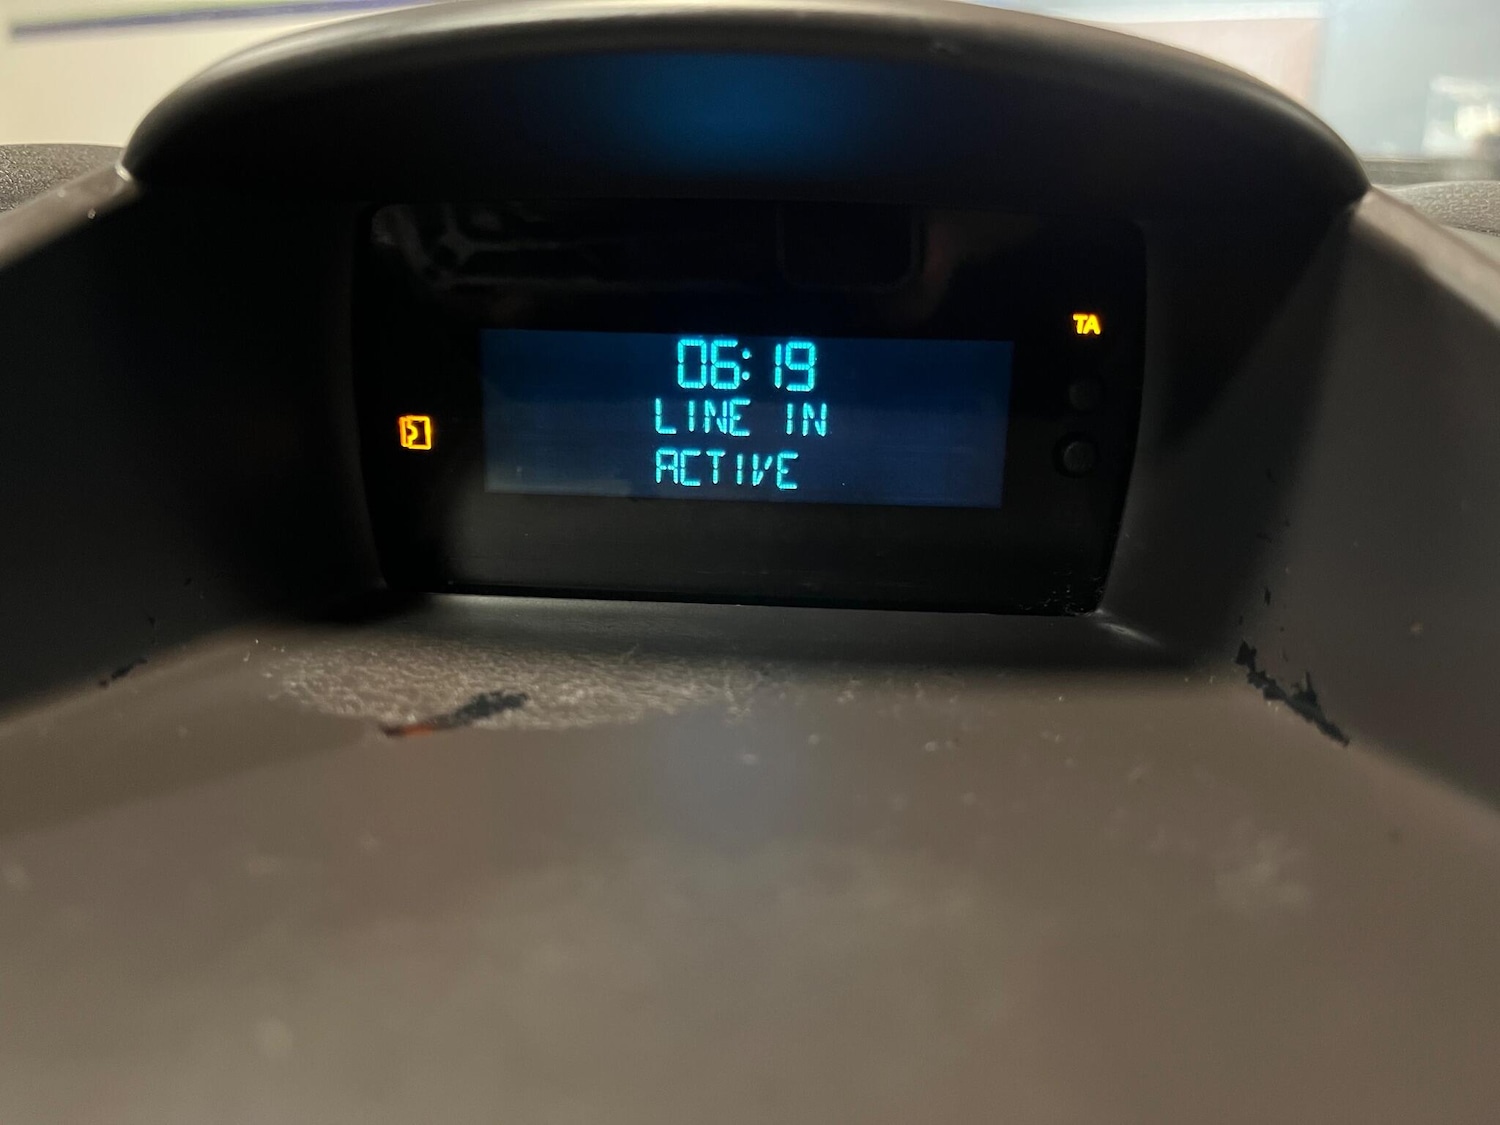 TA
06:19
LINE IN
ACTIVE